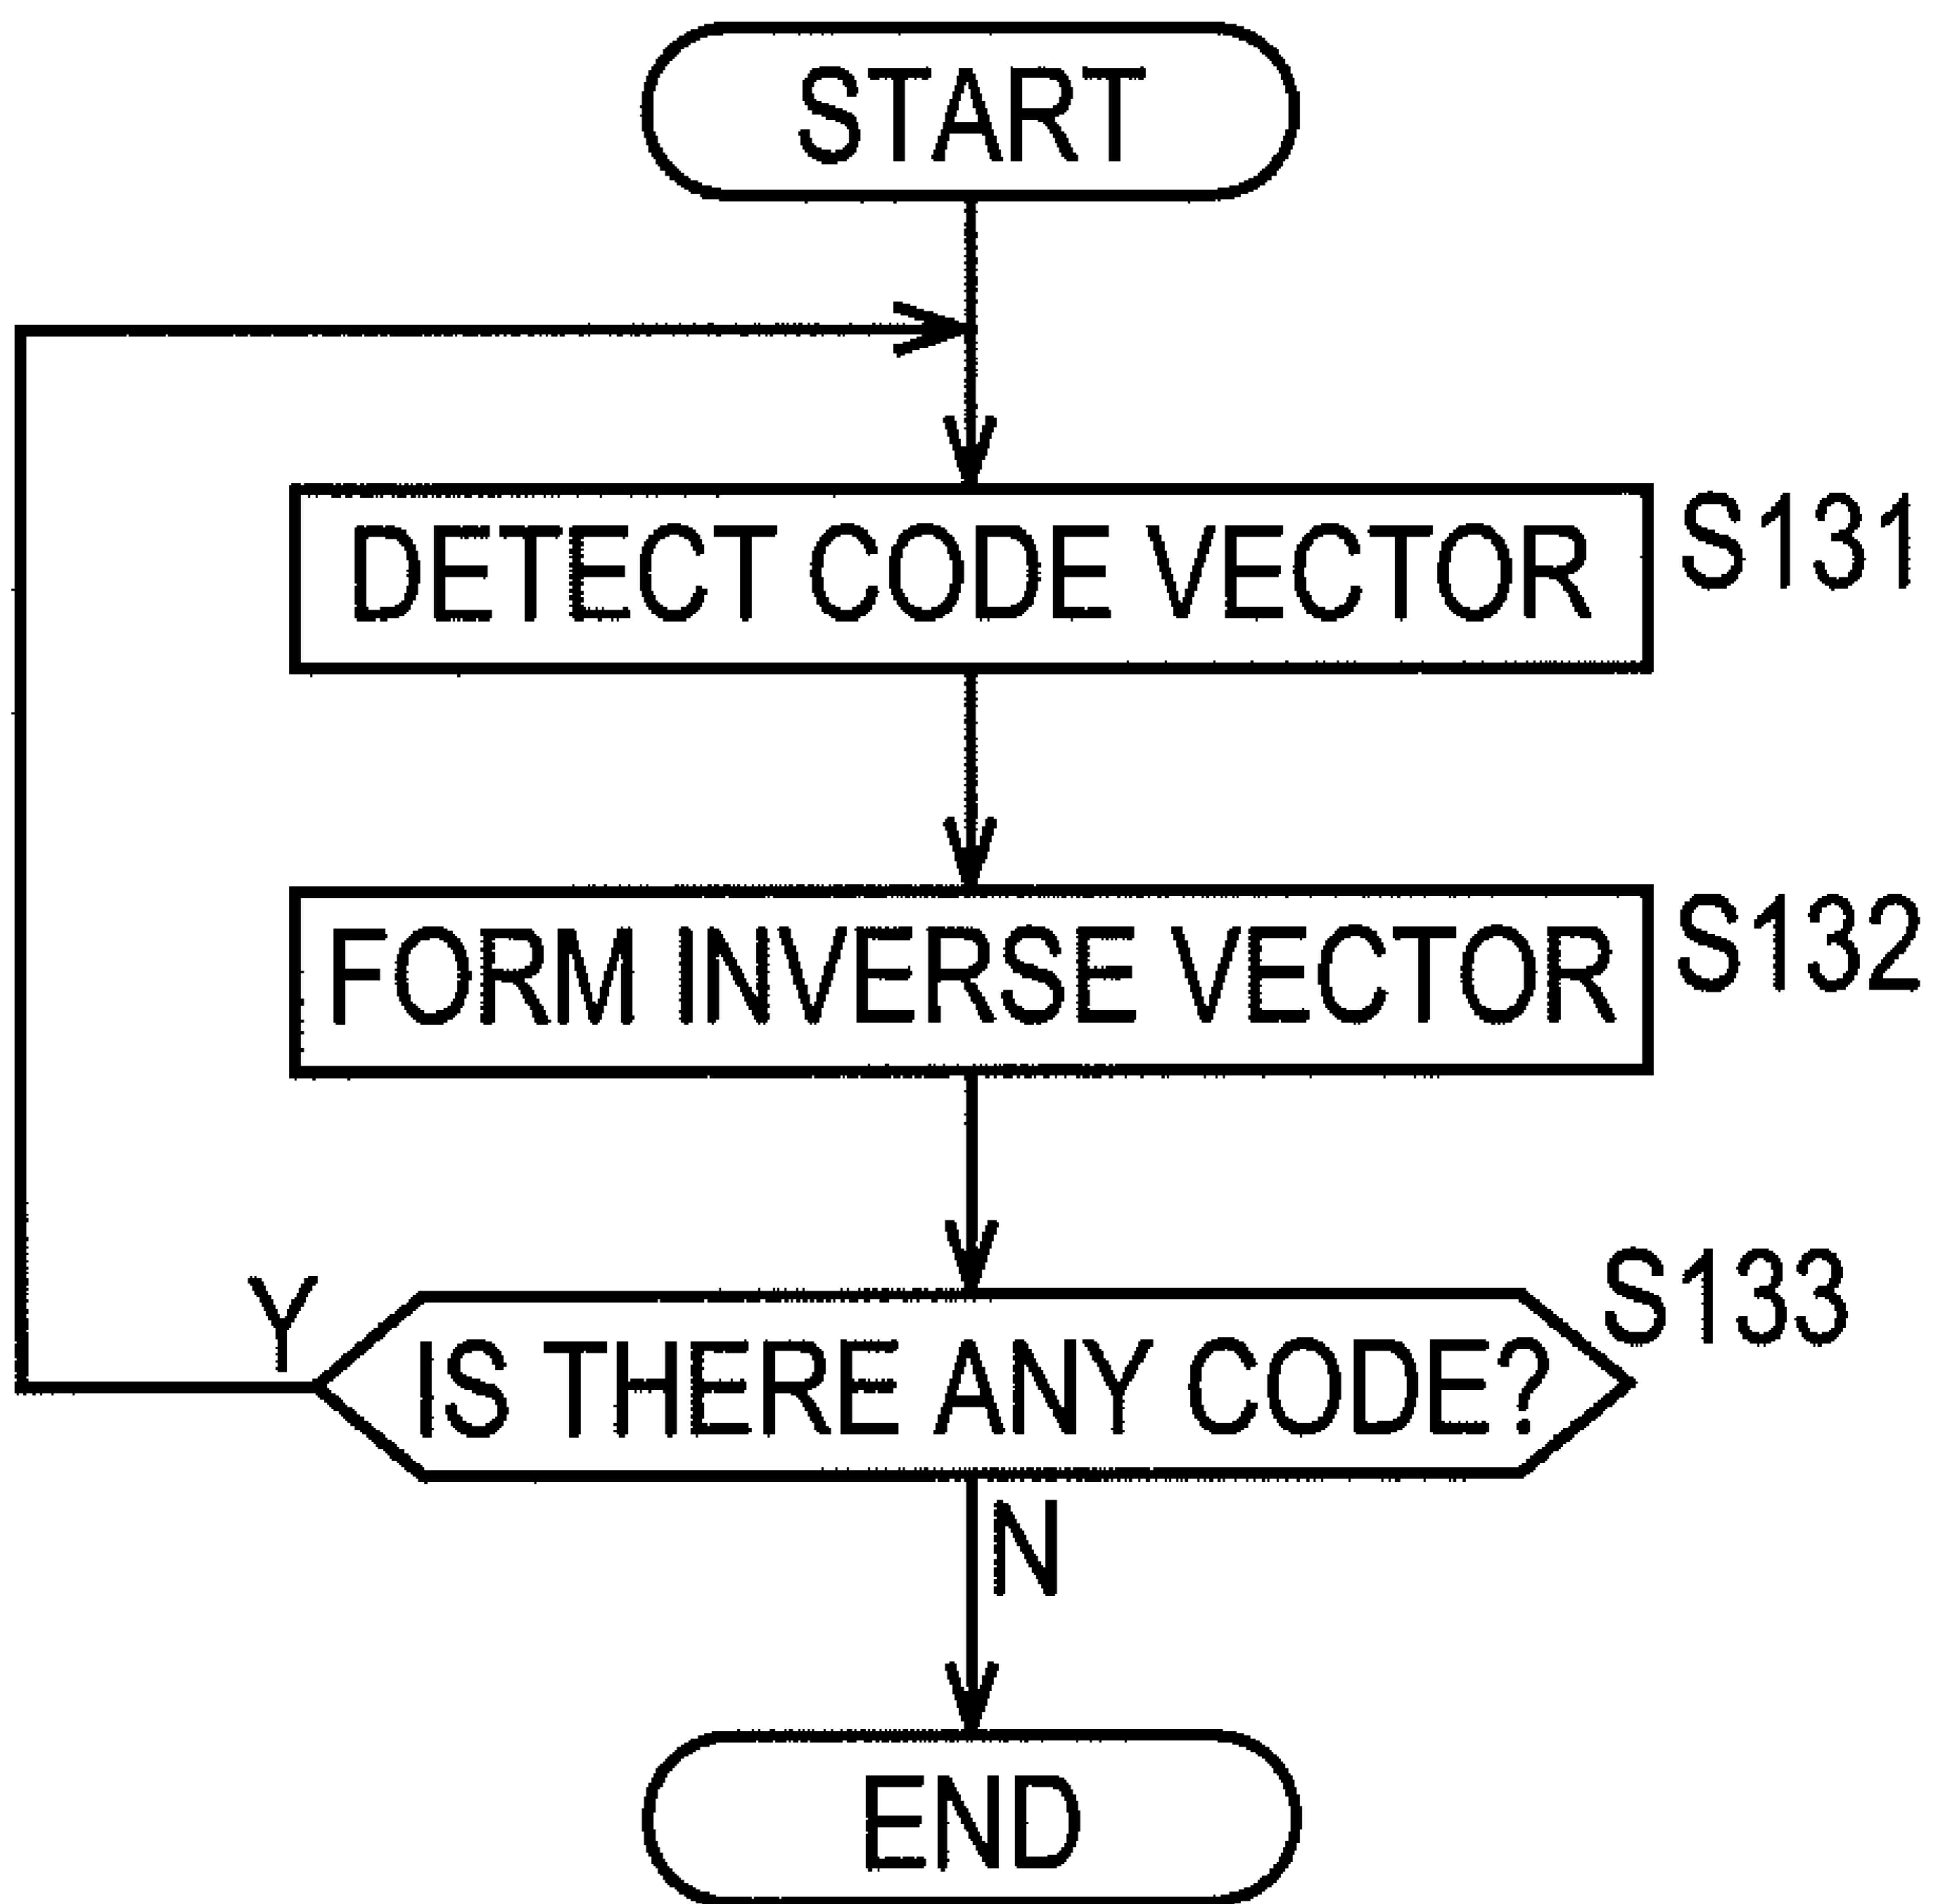 START
DETECT CODE VECTOR S131
FORM INVERSE VECTOR S132
S133
Y
IS THERE ANY CODE?
N
END